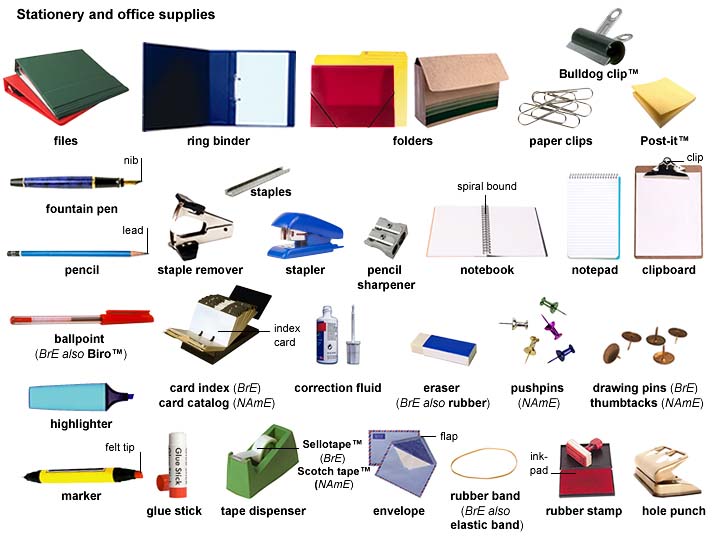 Stationery and office supplies
Bulldog clip™
files
ring binder
folders
paper clips
Post-it™
nib
clip
staples
spiral bound
fountain pen
lead
pencil
staple remover
stapler
pencil
sharpener
notebook
notepad
clipboard
index
card
ballpoint
(BrE also Biro™)
card index (BrE)
card catalog (NAmE)
correction fluid
eraser
(BrE also rubber)
pushpins
(NAmE)
drawing pins (BrE)
thumbtacks (NAmE)
highlighter
felt tip
Glue Stick
Sellotape™
(BrE)
Scotch tape™
(NAmE)
flap
ink-
pad
marker
glue stick
tape dispenser
envelope
rubber band
(BrE also
elastic band)
rubber stamp
hole punch